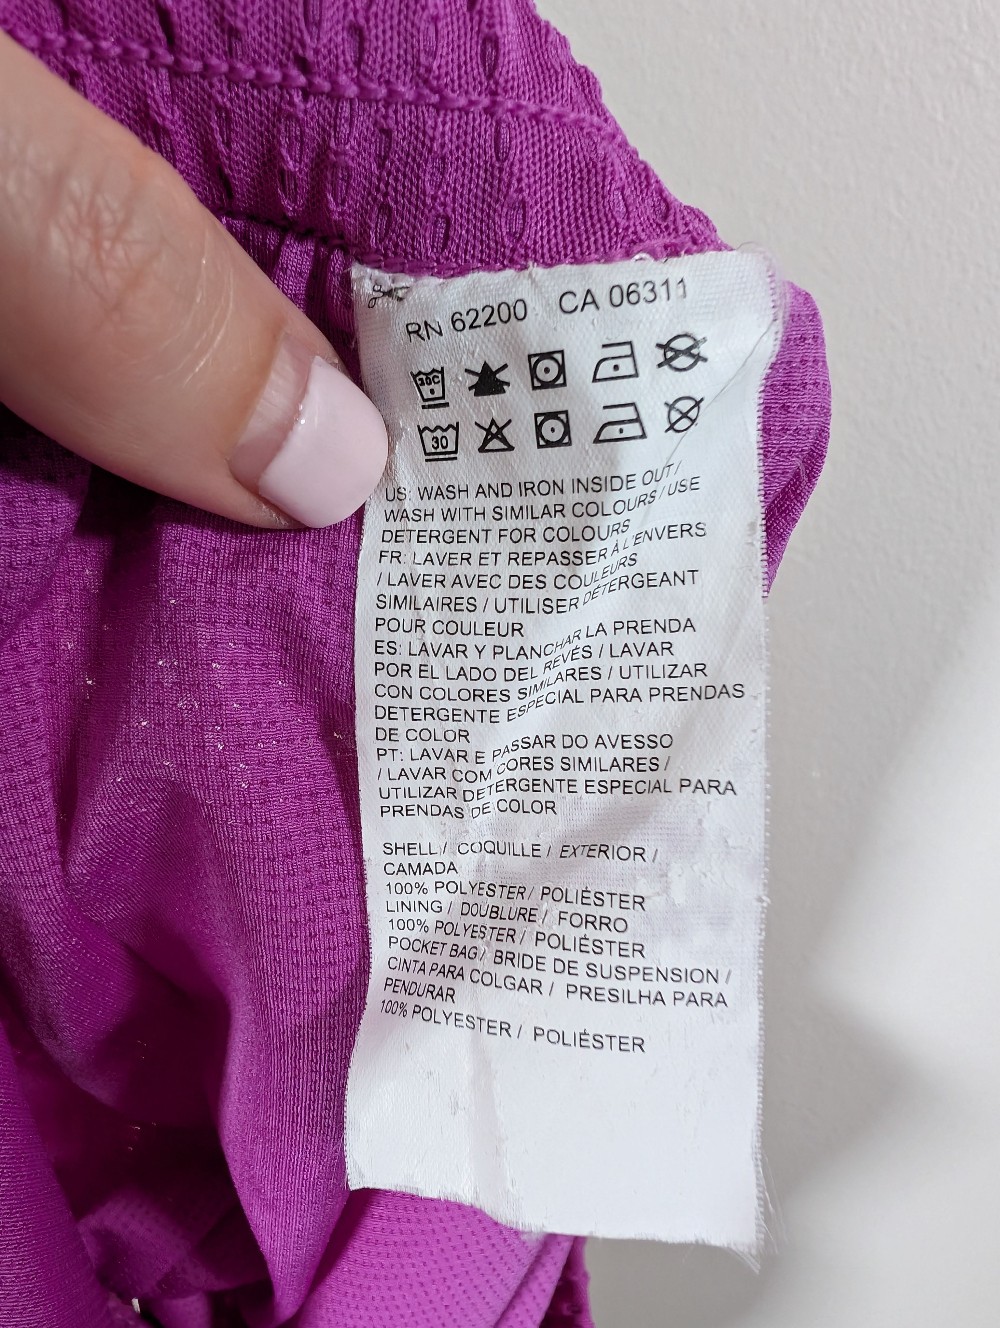 RN 62200 CA 06311
30C
30
US: WASH AND IRON INSIDE OUT/
WASH WITH SIMILAR COLOURS / USE
DETERGENT FOR COLOURS
FR: LAVER ET REPASSER À L'ENVERS
/ LAVER AVEC DES COULEURS
SIMILAIRES / UTILISER DÉTERGEANT
POUR COULEUR
ES: LAVAR Y PLANCHAR LA PRENDA
POR EL LADO DEL REVÉS / LAVAR
CON COLORES SIMILARES / UTILIZAR
DETERGENTE ESPECIAL PARA PRENDAS
DE COLOR
PT: LAVAR E PASSAR DO AVESSO
/ LAVAR COM CORES SIMILARES /
UTILIZAR DETERGENTE ESPECIAL PARA
PRENDAS DE COLOR
SHELL / COQUILLE / EXTERIOR /
CAMADA
100% POLYESTER / POLIÉSTER
LINING / DOUBLURE / FORRO
100% POLYESTER / POLIÉSTER
POCKET BAG / BRIDE DE SUSPENSION /
CINTA PARA COLGAR / PRESILHA PARA
PENDURAR
100% POLYESTER / POLIÉSTER